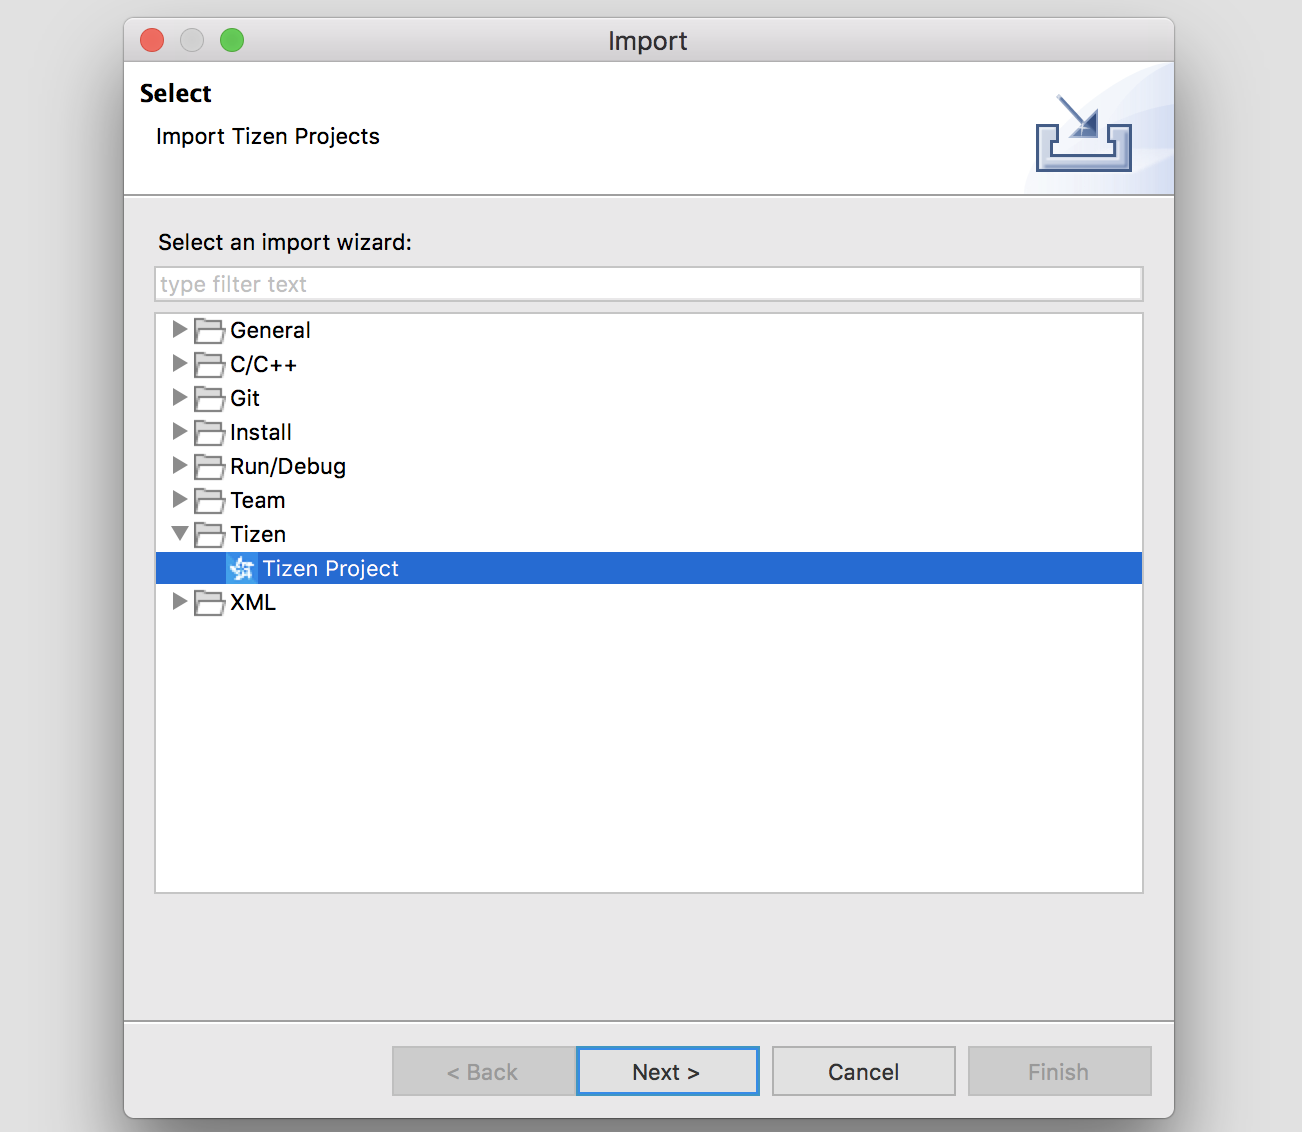 Import
Select
Import Tizen Projects
Select an import wizard:
type filter text
General
C/C++
Git
Install
Run/Debug
Team
Tizen
Tizen Project
XML
< Back Next > Cancel Finish